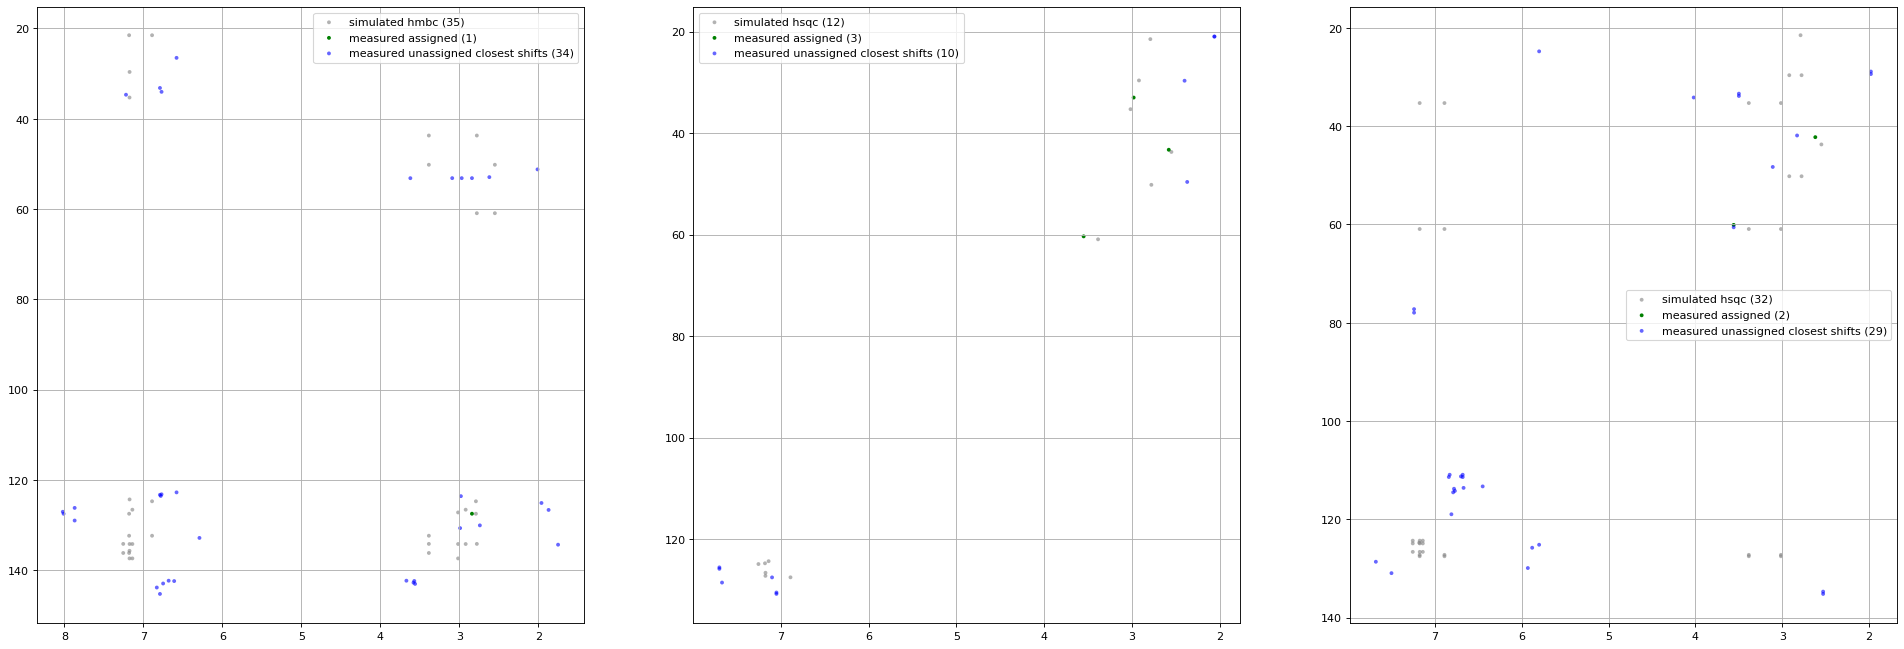 simulated hmbc (35)
measured assigned (1)
measured unassigned closest shifts (34)
20
40
60
80
100
120
140
8 7 6 5 4 3 2
simulated hsqc (12)
measured assigned (3)
measured unassigned closest shifts (10)
20
40
60
80
100
120
7 6 5 4 3 2
simulated hsqc (32)
measured assigned (2)
measured unassigned closest shifts (29)
20
40
60
80
100
120
140
7 6 5 4 3 2